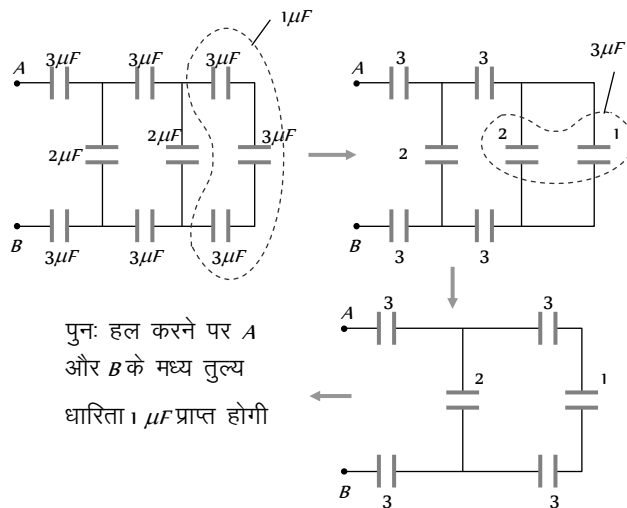 1μF
3μF 3μF 3μF
A
2μF 2μF 3μF
B
3μF 3μF 3μF
3μF
3 3
A
2 2 1
B
3 3
3 3
A
2 1
B
3 3
पुनः हल करने पर A
और B के मध्य तुल्य
धारिता 1 μF प्राप्त होगी